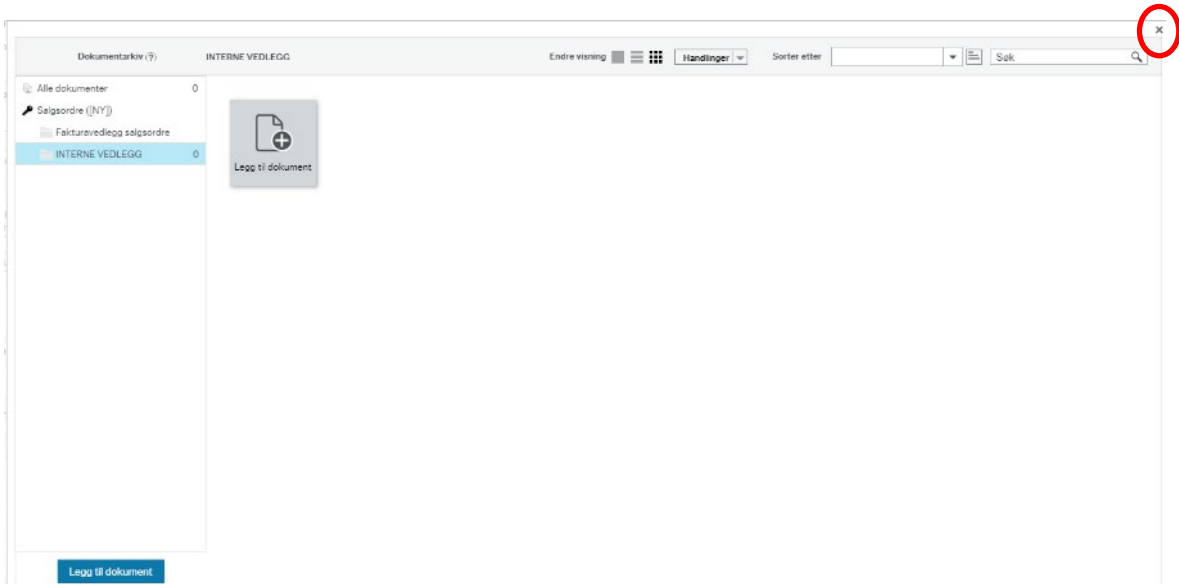 Dokumentarkiv (?) INTERNE VEDLEGG Endre visning Handlinger Sorter etter Søk
Alle dokumenter 0
Salgsordre ([NY])
Fakturavedlegg salgsordre
INTERNE VEDLEGG 0
Legg til dokument
Legg til dokument